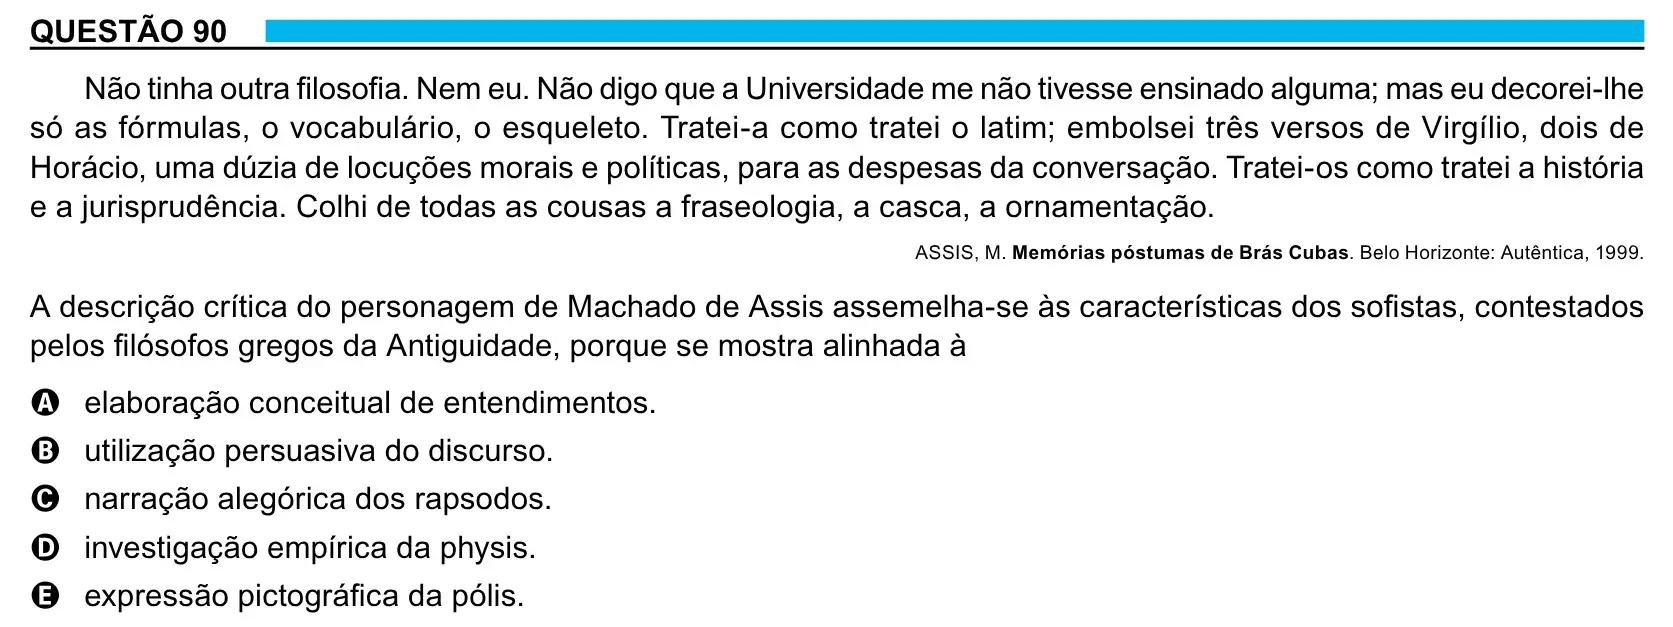 QUESTÃO 90
Não tinha outra filosofia. Nem eu. Não digo que a Universidade me não tivesse ensinado alguma; mas eu decorei-lhe
só as fórmulas, o vocabulário, o esqueleto. Tratei-a como tratei o latim; embolsei três versos de Virgílio, dois de
Horácio, uma dúzia de locuções morais e políticas, para as despesas da conversação. Tratei-os como tratei a história
e a jurisprudência. Colhi de todas as cousas a fraseologia, a casca, a ornamentação.
ASSIS, M. Memórias póstumas de Brás Cubas. Belo Horizonte: Autêntica, 1999.
A descrição crítica do personagem de Machado de Assis assemelha-se às características dos sofistas, contestados
pelos filósofos gregos da Antiguidade, porque se mostra alinhada à
A elaboração conceitual de entendimentos.
B utilização persuasiva do discurso.
C narração alegórica dos rapsodos.
D investigação empírica da physis.
E expressão pictográfica da pólis.